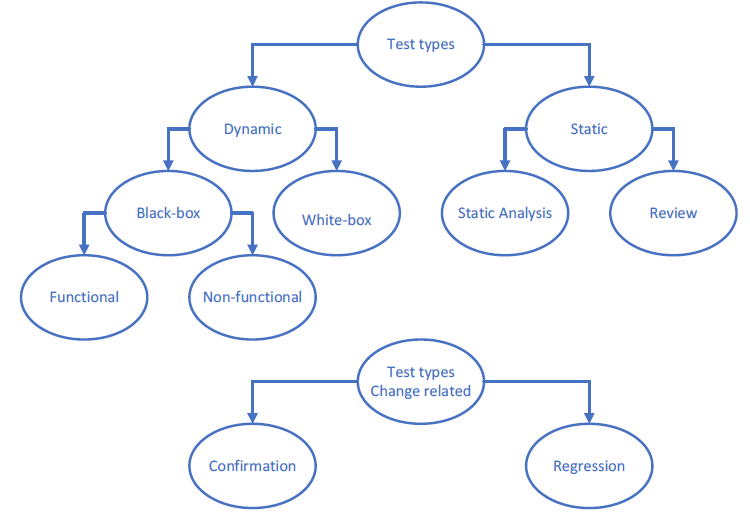 Test types
Dynamic
Static
Black-box
White-box
Static Analysis
Review
Functional
Non-functional
Test types
Change related
Confirmation
Regression